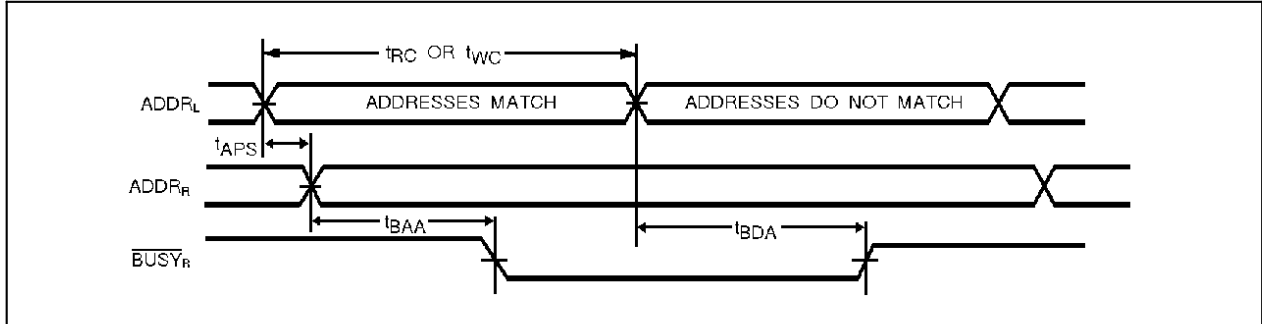 tRC OR tWC
ADDRL ADDRESSES MATCH ADDRESSES DO NOT MATCH
tAPS
ADDRR
tBAA tBDA
BUSYR